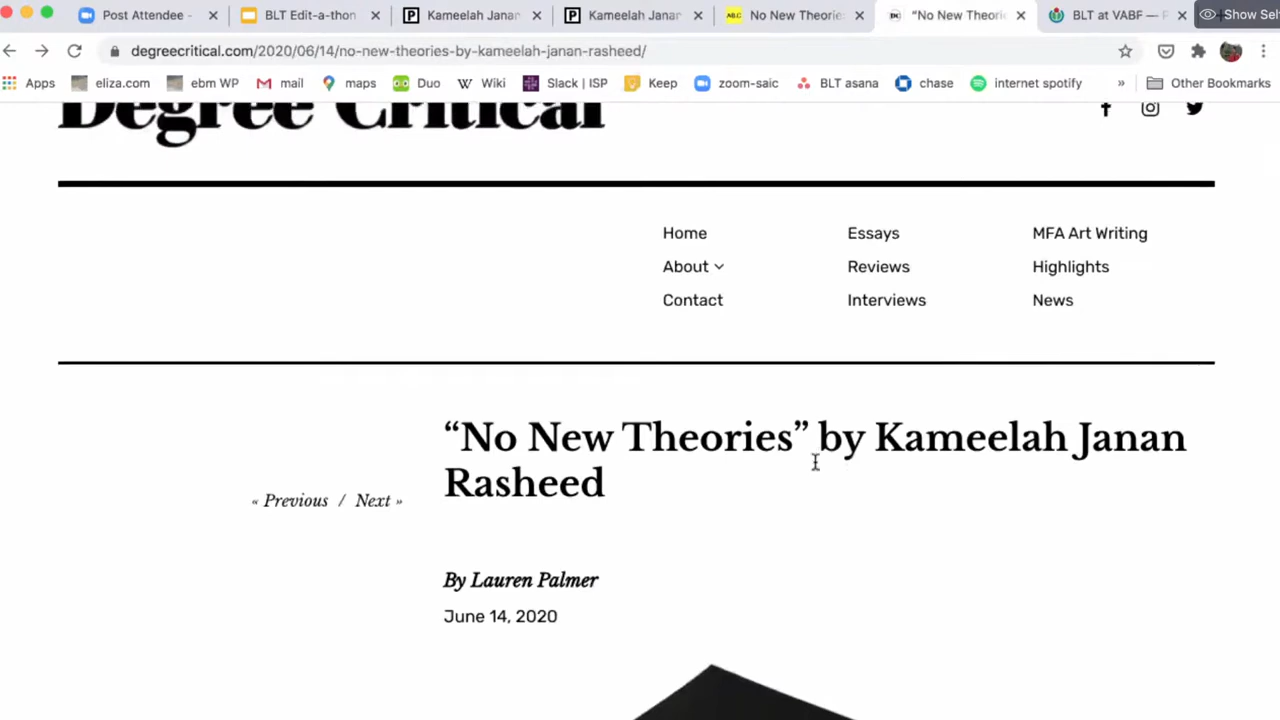 Post Attendee -
BLT Edit-a-thon
Kameelah Janan
Kameelah Janan
ABC No New Theories
"No New Theories
BLT at VABF — P
Show Sel
degreecritical.com/2020/06/14/no-new-theories-by-kameelah-janan-rasheed/
Apps
eliza.com
ebm WP
mail
maps
Duo
W Wiki
Slack | ISP
Keep
zoom-saic
BLT asana
chase
internet spotify
»
Other Bookmarks
Degree Critical
Home
Essays
MFA Art Writing
About
Reviews
Highlights
Contact
Interviews
News
“No New Theories” by Kameelah Janan
Rasheed
« Previous / Next »
By Lauren Palmer
June 14, 2020